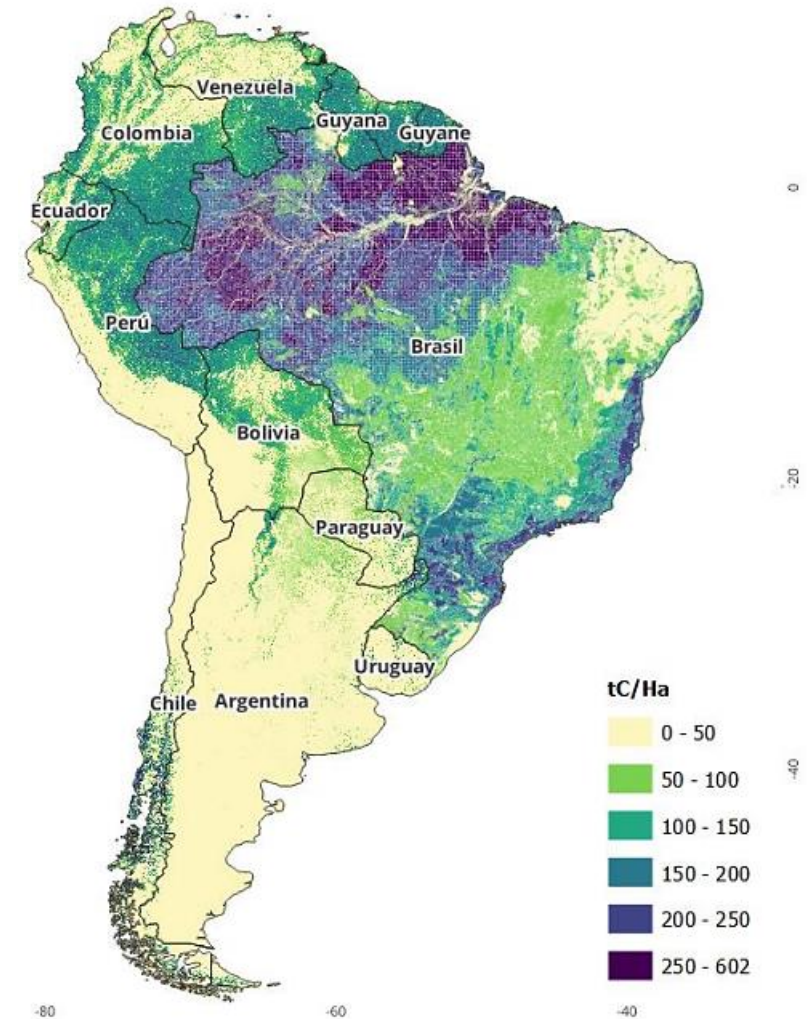 Venezuela
Guyana
Colombia
Guyane
0
Ecuador
Perú
Brasil
Bolivia
-20
Paraguay
Uruguay
Chile
Argentina
tC/Ha
0 - 50
50 - 100
-40
100 - 150
150 - 200
200 - 250
250 - 602
-80
-60
-40